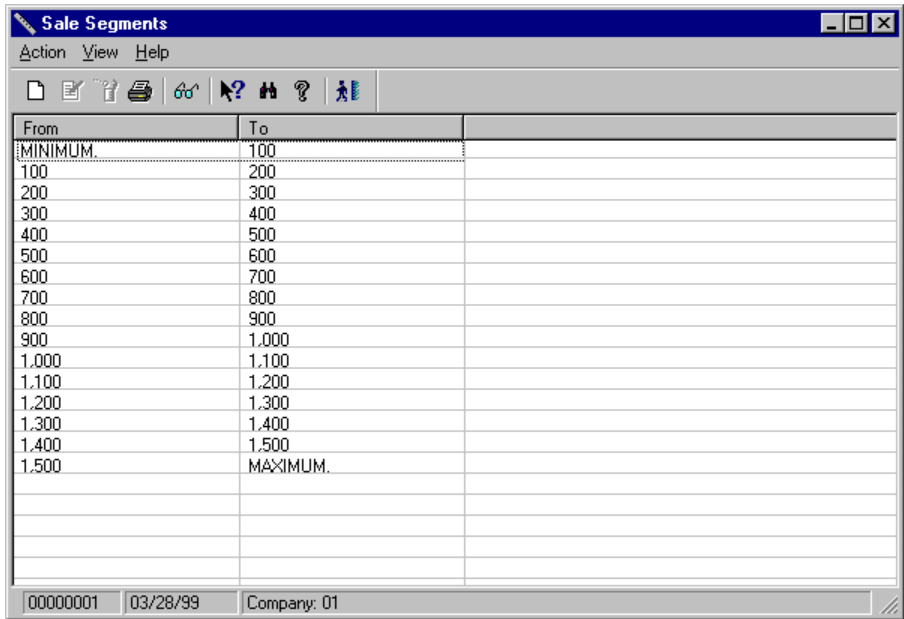 Sale Segments
Action View Help
From To
MINIMUM. 100
100 200
200 300
300 400
400 500
500 600
600 700
700 800
800 900
900 1,000
1,000 1,100
1,100 1,200
1,200 1,300
1,300 1,400
1,400 1,500
1,500 MAXIMUM.
00000001 03/28/99 Company: 01